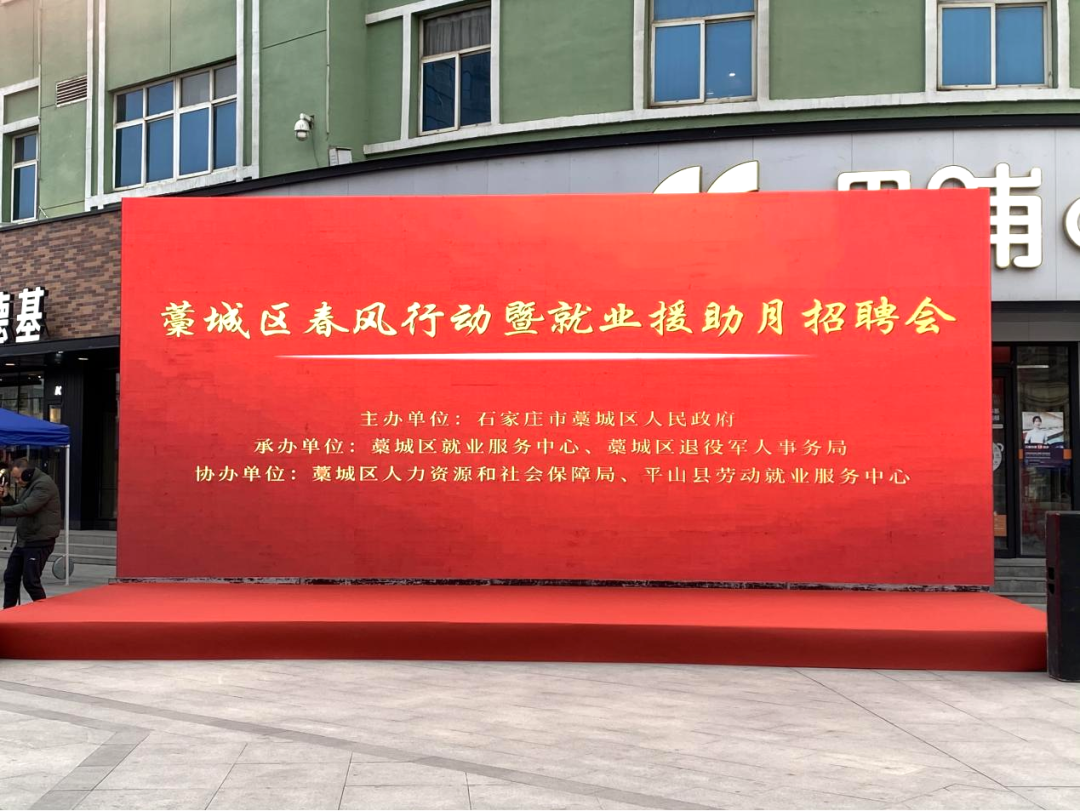 藁城区春风行动暨就业援助月招聘会
主办单位：石家庄市藁城区人民政府
承办单位：藁城区就业服务中心、藁城区退役军人事务局
协办单位：藁城区人力资源和社会保障局、平山县劳动就业服务中心
德基